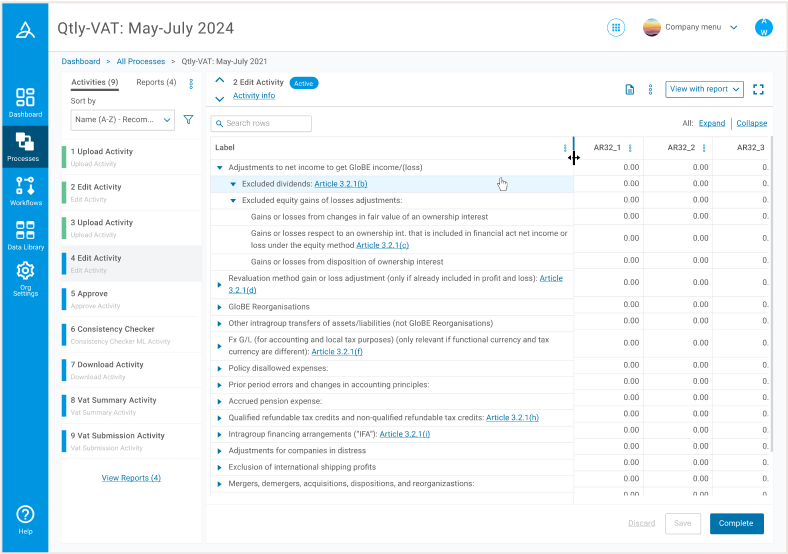 Qtly-VAT: May-July 2024
Company menu
A
W
Dashboard > All Processes > Qtly-VAT: May-July 2021
Dashboard
Processes
Workflows
Data Library
Org
Settings
Help
Activities (9)
Reports (4)
Sort by
Name (A-Z) - Recom...
1 Upload Activity
Upload Activity
2 Edit Activity
Edit Activity
3 Upload Activity
Upload Activity
4 Edit Activity
Edit Activity
5 Approve
Approve Activity
6 Consistency Checker
Consistency Checker ML Activity
7 Download Activity
Download Activity
8 Vat Summary Activity
Vat Summary Activity
9 Vat Submission Activity
Vat Submission Activity
View Reports (4)
2 Edit Activity Active
Activity info
View with report
Search rows
All: Expand | Collapse
Label AR32_1 AR32_2 AR32_3
Adjustments to net income to get GloBE income/(loss) 0.00 0.00 0.
Excluded dividends: Article 3.2.1(b) 0.00 0.00 0.
Excluded equity gains of losses adjustments: 0.00 0.00 0.
Gains or losses from changes in fair value of an ownership interest 0.00 0.00 0.
Gains or losses respect to an ownership int. that is included in financial act net income or
loss under the equity method Article 3.2.1(c) 0.00 0.00 0.
Gains or losses from disposition of ownership interest 0.00 0.00 0.
Revaluation method gain or loss adjustment (only if already included in profit and loss): Article
3.2.1(d) 0.00 0.00 0.
GloBE Reorganisations 0.00 0.00 0.
Other intragroup transfers of assets/liabilities (not GloBE Reorganisations) 0.00 0.00 0.
Fx G/L (for accounting and local tax purposes) (only relevant if functional currency and tax
currency are different): Article 3.2.1(f) 0.00 0.00 0.
Policy disallowed expenses: 0.00 0.00 0.
Prior period errors and changes in accounting principles: 0.00 0.00 0.
Accrued pension expense: 0.00 0.00 0.
Qualified refundable tax credits and non-qualified refundable tax credits: Article 3.2.1(h) 0.00 0.00 0.
Intragroup financing arrangements ("IFA"): Article 3.2.1(i) 0.00 0.00 0.
Adjustments for companies in distress 0.00 0.00 0.
Exclusion of international shipping profits 0.00 0.00 0.
Mergers, demergers, acquisitions, dispositions, and reorganizastions: 0.00 0.00 0.
0.00 0.00 0.
Discard
Save
Complete